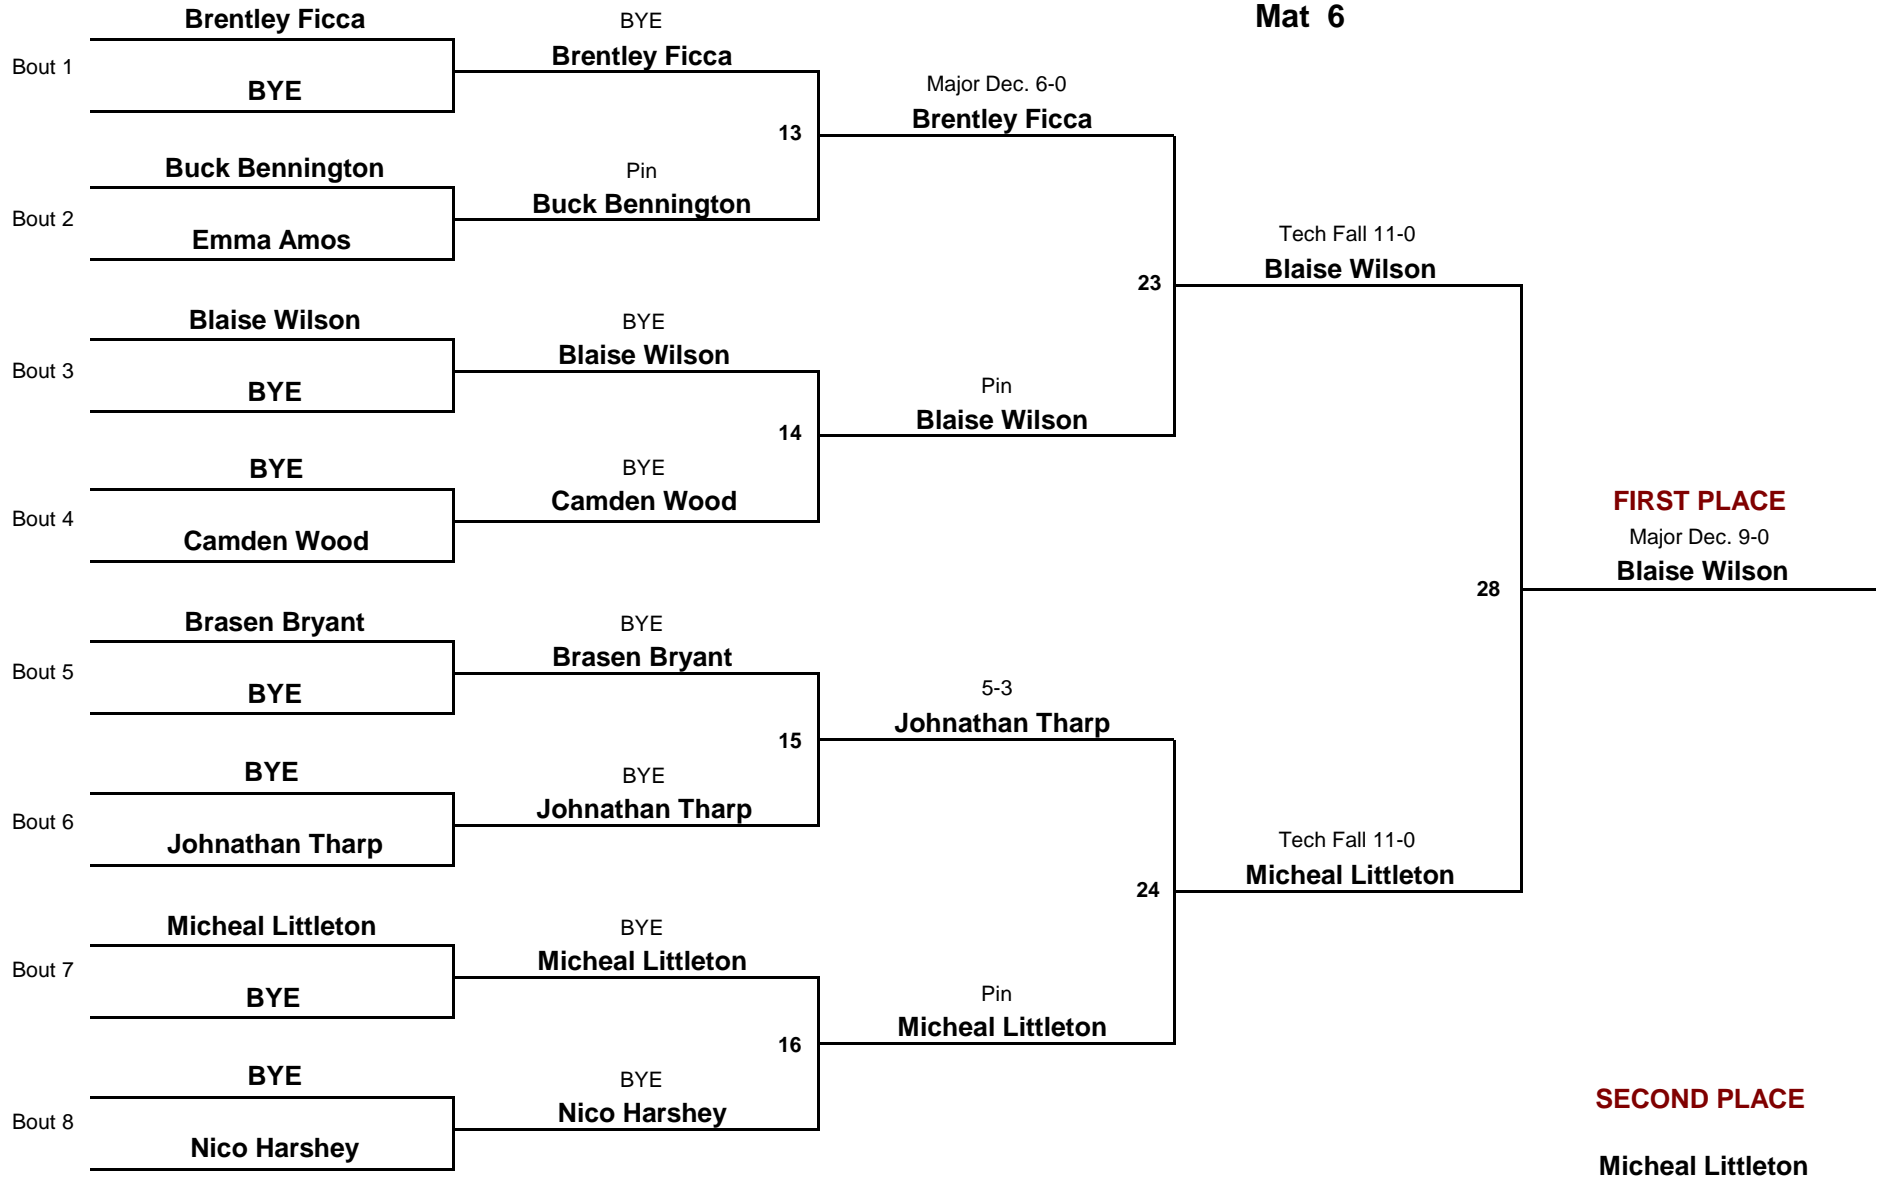 Mat 6
Brentley Ficca
Bout 1
BYE
BYE
Brentley Ficca
Buck Bennington
Bout 2
Emma Amos
Pin
Buck Bennington
13
Major Dec. 6-0
Brentley Ficca
Blaise Wilson
Bout 3
BYE
BYE
Blaise Wilson
BYE
Bout 4
Camden Wood
BYE
Camden Wood
14
Pin
Blaise Wilson
23
Tech Fall 11-0
Blaise Wilson
Brasen Bryant
Bout 5
BYE
BYE
Brasen Bryant
BYE
Bout 6
Johnathan Tharp
BYE
Johnathan Tharp
15
5-3
Johnathan Tharp
Micheal Littleton
Bout 7
BYE
BYE
Micheal Littleton
BYE
Bout 8
Nico Harshey
BYE
Nico Harshey
16
Pin
Micheal Littleton
24
Tech Fall 11-0
Micheal Littleton
28
FIRST PLACE
Major Dec. 9-0
Blaise Wilson
SECOND PLACE
Micheal Littleton